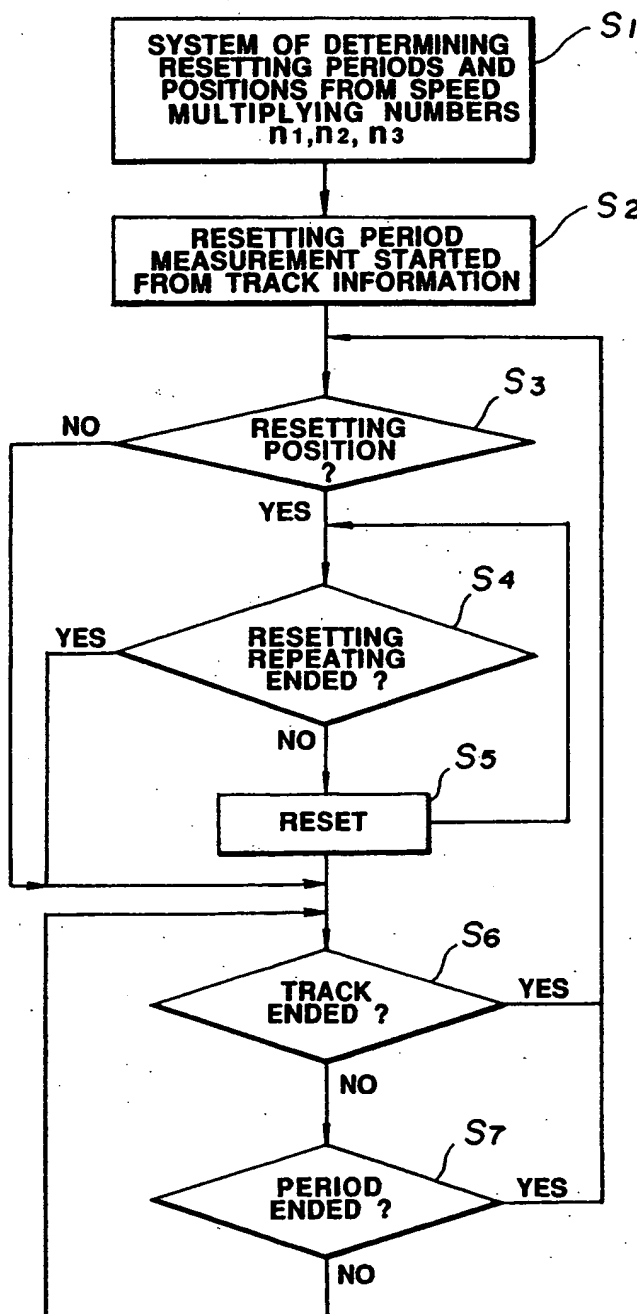 S1
SYSTEM OF DETERMINING
RESETTING PERIODS AND
POSITIONS FROM SPEED
MULTIPLYING NUMBERS
n1,n2, n3
S2
RESETTING PERIOD
MEASUREMENT STARTED
FROM TRACK INFORMATION
S3
NO
RESETTING
POSITION
?
YES
S4
YES
RESETTING
REPEATING
ENDED ?
NO
S5
RESET
S6
TRACK
ENDED ?
YES
NO
S7
PERIOD
ENDED ?
YES
NO